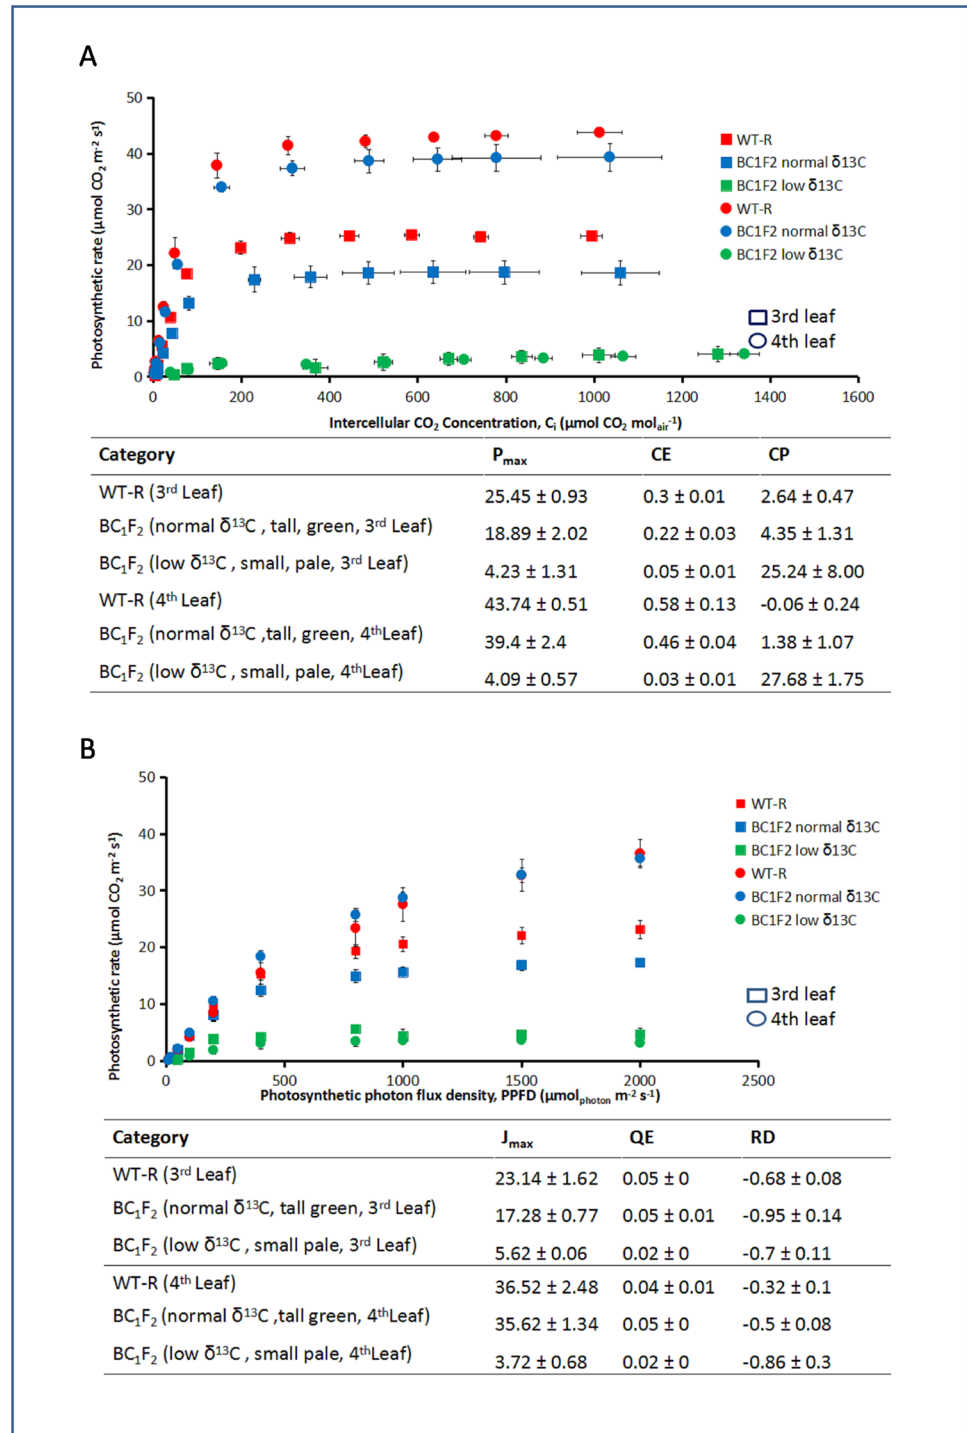 A
50
40
30
20
10
0
Photosynthetic rate (μmol CO₂ m⁻² s¹)
0 200 400 600 800 1000 1200 1400 1600
Intercellular CO₂ Concentration, Cᵢ (μmol CO₂ molₐᵢᵣ⁻¹)
WT-R
BC1F2 normal δ13C
BC1F2 low δ13C
WT-R
BC1F2 normal δ13C
BC1F2 low δ13C
3rd leaf
4th leaf
Category Pmax CE CP
WT-R (3ʳᵈ Leaf) 25.45 ± 0.93 0.3 ± 0.01 2.64 ± 0.47
BC₁F₂ (normal δ¹³C , tall, green, 3ʳᵈ Leaf) 18.89 ± 2.02 0.22 ± 0.03 4.35 ± 1.31
BC₁F₂ (low δ¹³C , small, pale, 3ʳᵈ Leaf) 4.23 ± 1.31 0.05 ± 0.01 25.24 ± 8.00
WT-R (4ᵗʰ Leaf) 43.74 ± 0.51 0.58 ± 0.13 -0.06 ± 0.24
BC₁F₂ (normal δ¹³C ,tall, green, 4ᵗʰLeaf) 39.4 ± 2.4 0.46 ± 0.04 1.38 ± 1.07
BC₁F₂ (low δ¹³C , small, pale, 4ᵗʰLeaf) 4.09 ± 0.57 0.03 ± 0.01 27.68 ± 1.75
B
50
40
30
20
10
0
Photosynthetic rate (μmol CO₂ m⁻² s¹)
0 500 1000 1500 2000 2500
Photosynthetic photon flux density, PPFD (μmolₚₕₒₜₒₙ m⁻² s⁻¹)
WT-R
BC1F2 normal δ13C
BC1F2 low δ13C
WT-R
BC1F2 normal δ13C
BC1F2 low δ13C
3rd leaf
4th leaf
Category Jmax QE RD
WT-R (3ʳᵈ Leaf) 23.14 ± 1.62 0.05 ± 0 -0.68 ± 0.08
BC₁F₂ (normal δ¹³C, tall green, 3ʳᵈ Leaf) 17.28 ± 0.77 0.05 ± 0.01 -0.95 ± 0.14
BC₁F₂ (low δ¹³C , small pale, 3ʳᵈ Leaf) 5.62 ± 0.06 0.02 ± 0 -0.7 ± 0.11
WT-R (4ᵗʰ Leaf) 36.52 ± 2.48 0.04 ± 0.01 -0.32 ± 0.1
BC₁F₂ (normal δ¹³C ,tall green, 4ᵗʰLeaf) 35.62 ± 1.34 0.05 ± 0 -0.5 ± 0.08
BC₁F₂ (low δ¹³C , small pale, 4ᵗʰLeaf) 3.72 ± 0.68 0.02 ± 0 -0.86 ± 0.3